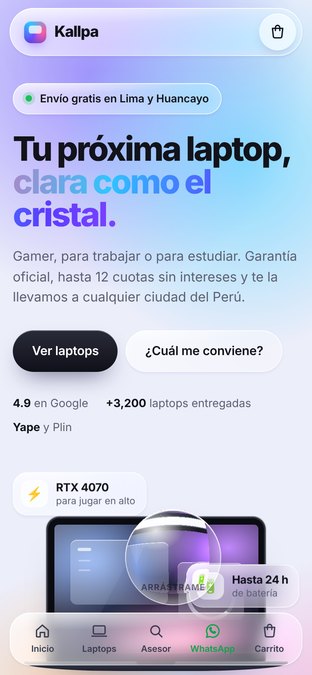 Kallpa
Envío gratis en Lima y Huancayo
Tu próxima laptop,
clara como el
cristal.
Gamer, para trabajar o para estudiar. Garantía
oficial, hasta 12 cuotas sin intereses y te la
llevamos a cualquier ciudad del Perú.
Ver laptops
¿Cuál me conviene?
4.9 en Google
+3,200 laptops entregadas
Yape y Plin
RTX 4070
para jugar en alto
ARRÁSTRAME
Hasta 24 h
de batería
Inicio
Laptops
Asesor
WhatsApp
Carrito